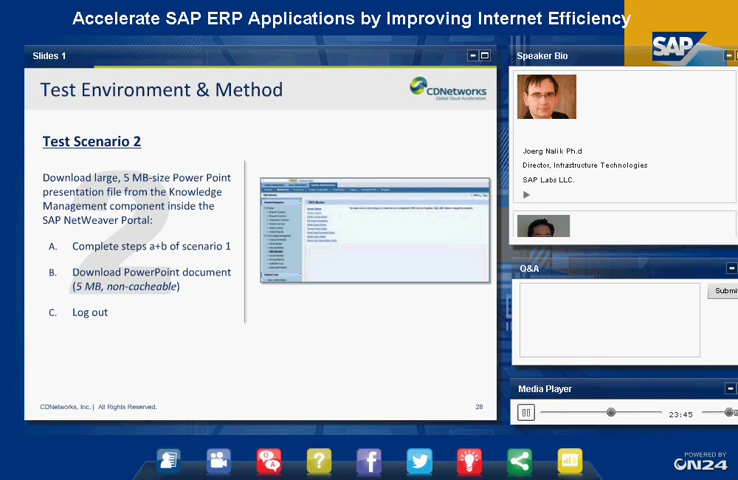 Accelerate SAP ERP Applications by Improving Internet Efficiency
SAP
Slides 1
Test Environment & Method
CDNetworks
Global Cloud Acceleration
Test Scenario 2
2
Download large, 5 MB-size Power Point
presentation file from the Knowledge
Management component inside the
SAP NetWeaver Portal:
A. Complete steps a+b of scenario 1
B. Download PowerPoint document
(5 MB, non-cacheable)
C. Log out
CDNetworks, Inc. | All Rights Reserved.
28
Speaker Bio
Joerg Nalik Ph.d
Director, Infrastructure Technologies
SAP Labs LLC.
Q&A
Submi
Media Player
23:45
Q
A
?
f
POWERED BY
ON24